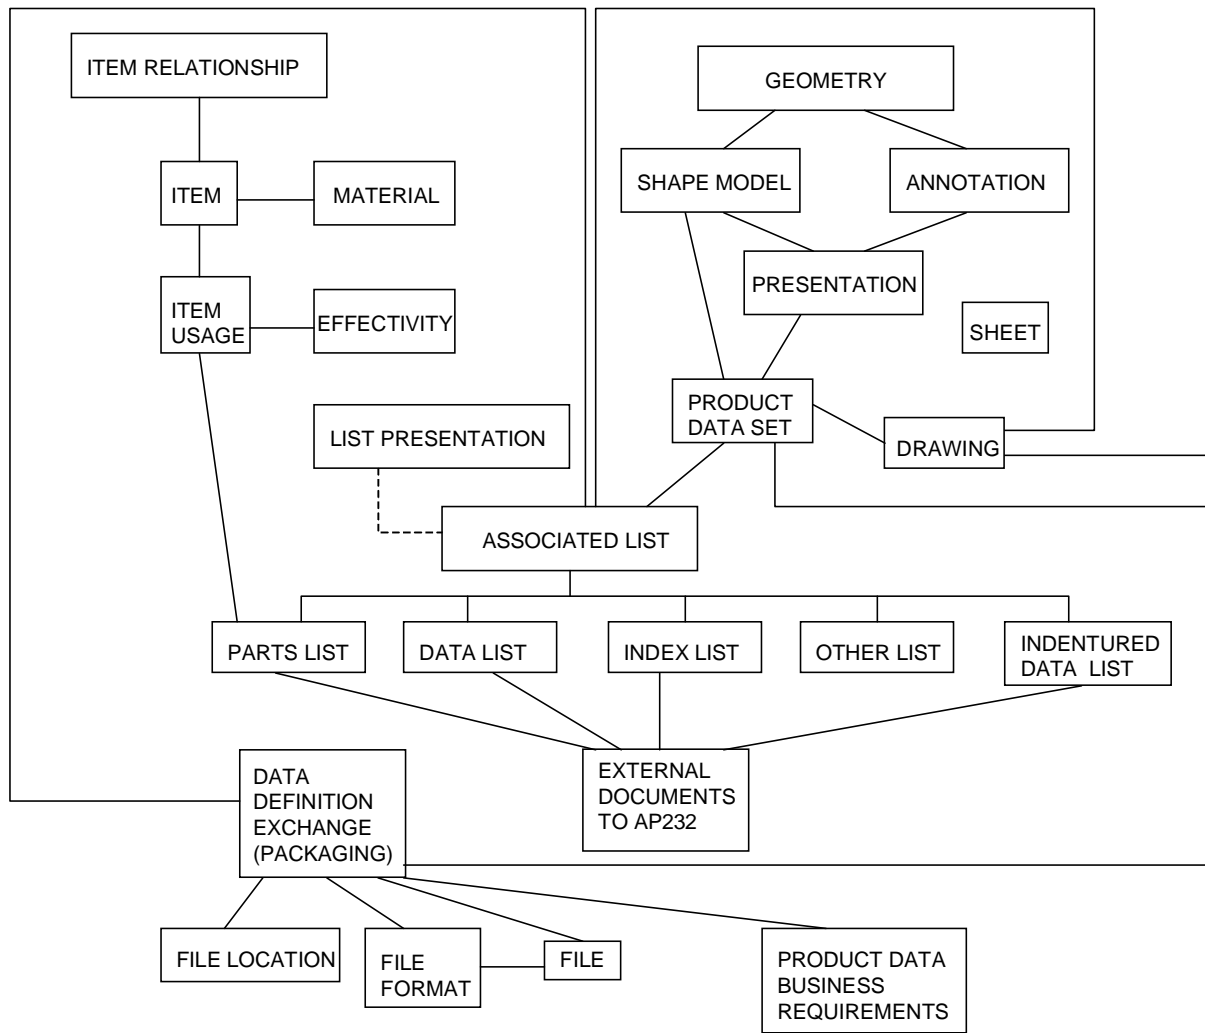 ITEM RELATIONSHIP
GEOMETRY
ITEM
MATERIAL
SHAPE MODEL
ANNOTATION
ITEM
USAGE
EFFECTIVITY
PRESENTATION
SHEET
LIST PRESENTATION
PRODUCT
DATA SET
DRAWING
ASSOCIATED LIST
PARTS LIST
DATA LIST
INDEX LIST
OTHER LIST
INDENTURED
DATA LIST
DATA
DEFINITION
EXCHANGE
(PACKAGING)
EXTERNAL
DOCUMENTS
TO AP232
FILE LOCATION
FILE
FORMAT
FILE
PRODUCT DATA
BUSINESS
REQUIREMENTS